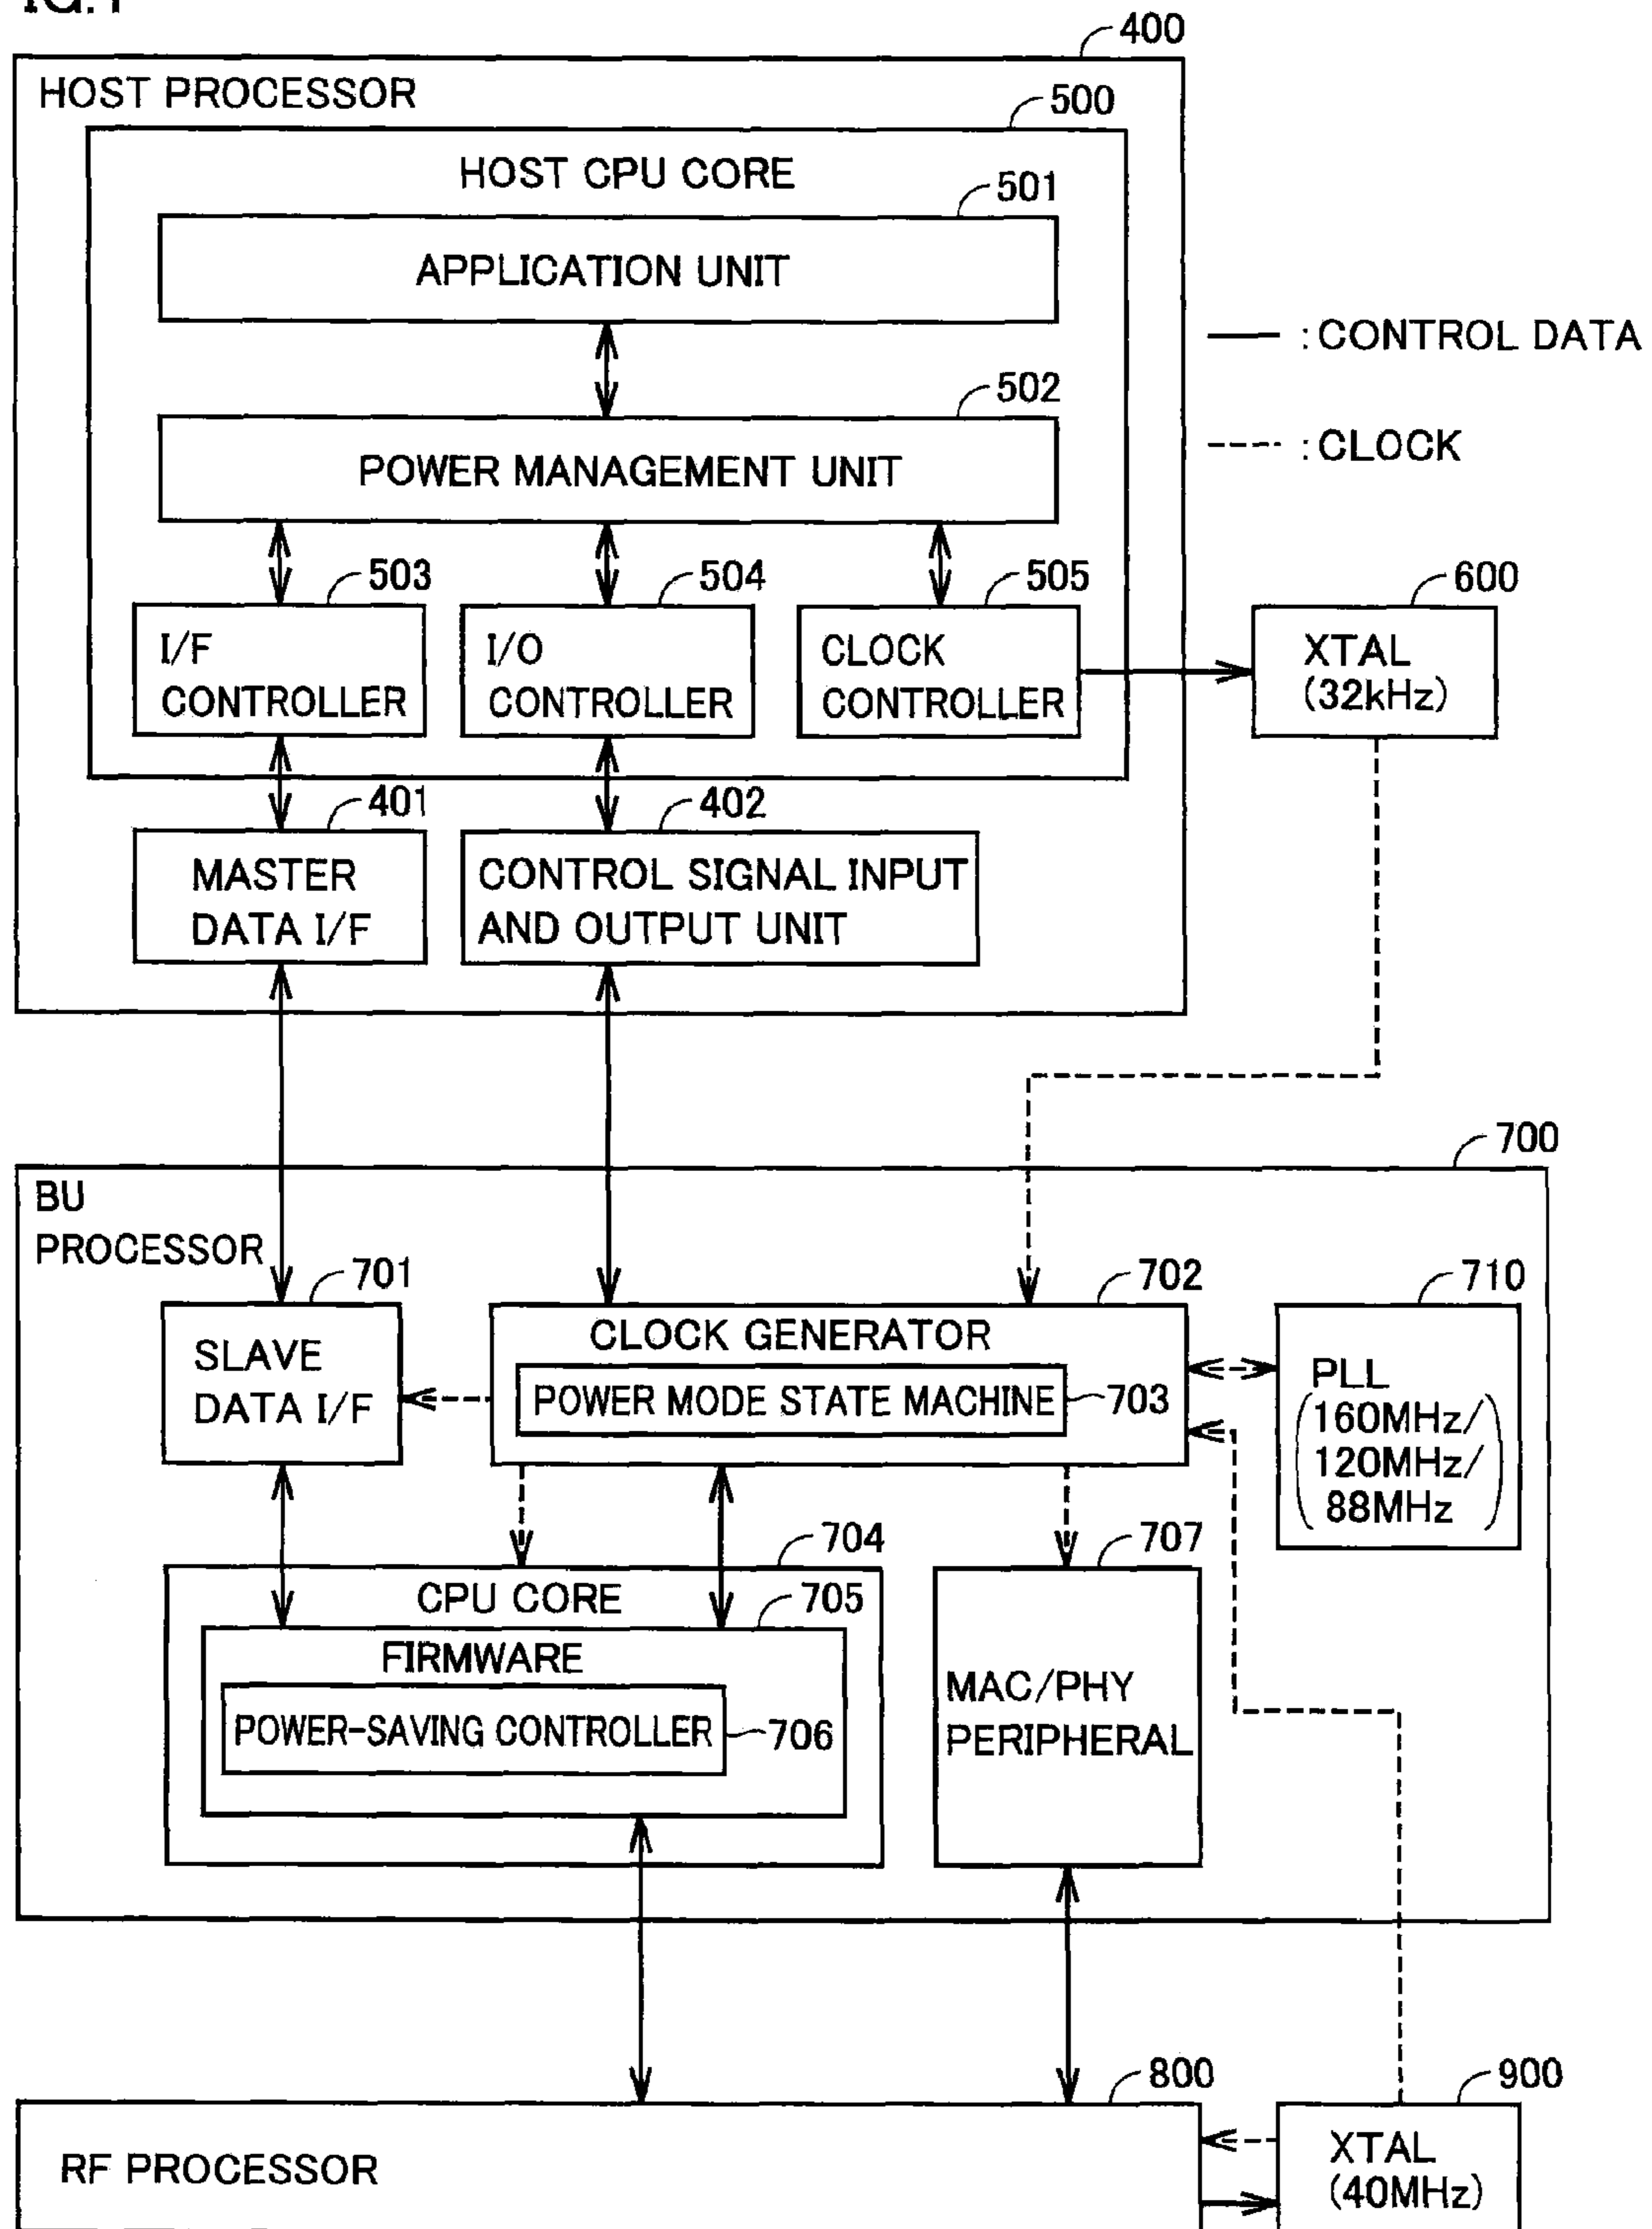 IG.1
400
HOST PROCESSOR
500
HOST CPU CORE
501
APPLICATION UNIT
: CONTROL DATA
502
: CLOCK
POWER MANAGEMENT UNIT
503
504
505
600
I/F
CONTROLLER
I/O
CONTROLLER
CLOCK
CONTROLLER
XTAL
(32kHz)
401
402
MASTER
DATA I/F
CONTROL SIGNAL INPUT
AND OUTPUT UNIT
700
BU
PROCESSOR
701
702
710
SLAVE
DATA I/F
CLOCK GENERATOR
POWER MODE STATE MACHINE
703
PLL
(160MHz/
120MHz/
88MHz)
704
707
CPU CORE
705
FIRMWARE
POWER-SAVING CONTROLLER
706
MAC/PHY
PERIPHERAL
800
900
RF PROCESSOR
XTAL
(40MHz)